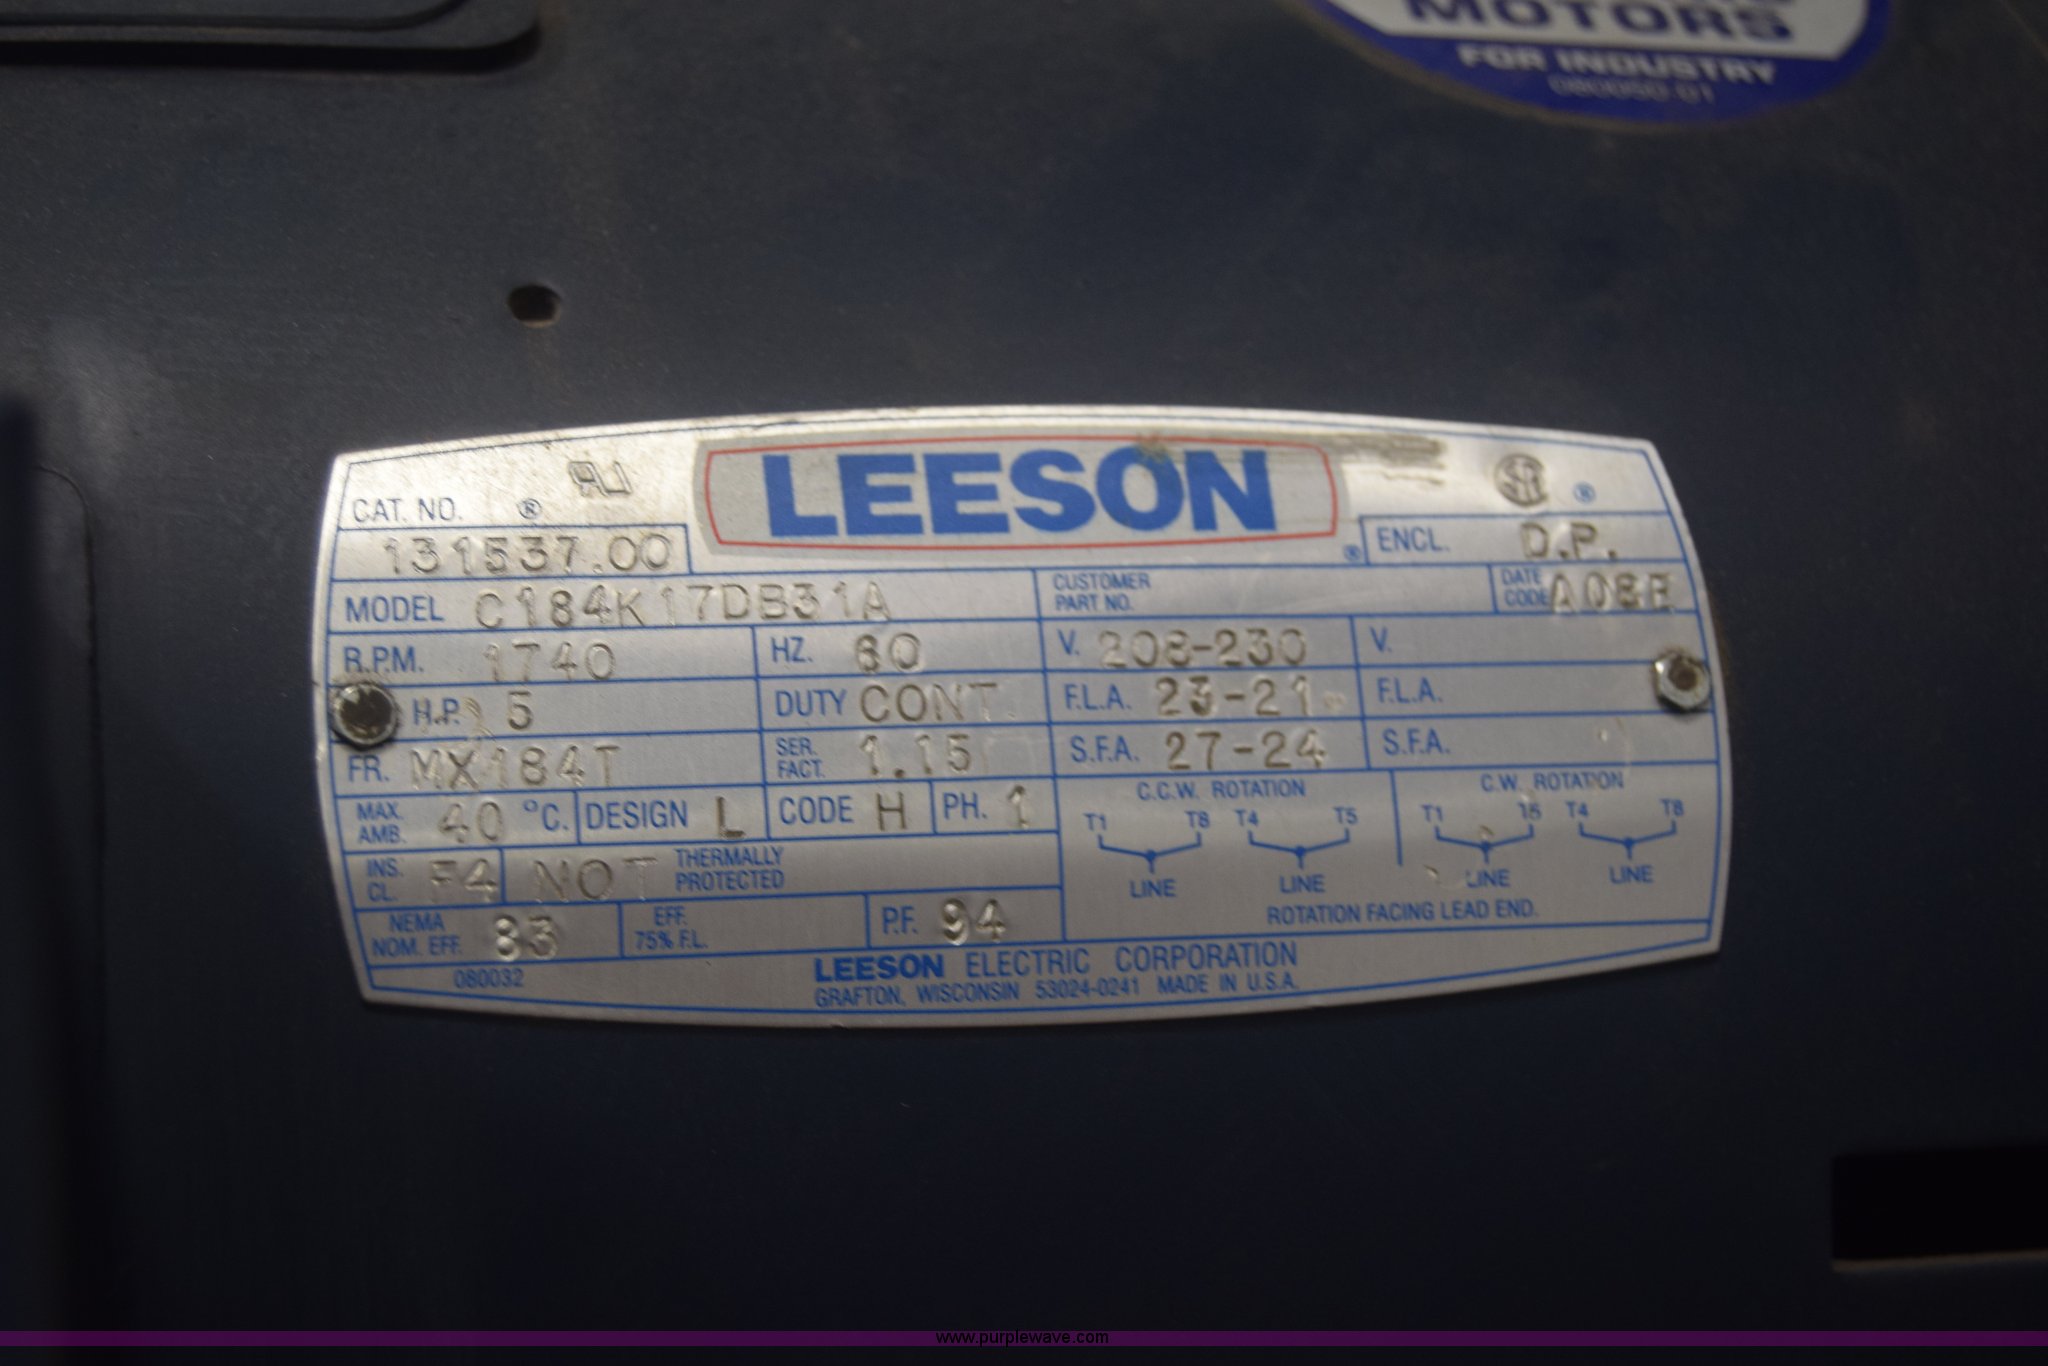 MOTORS
FOR INDUSTRY
CAT. NO. ®
LEESON ®
SA ®
131537.00
ENCL. D.P.
MODEL C184K17DB31A
CUSTOMER PART NO.
DATE CODE
R.P.M. 1740 HZ. 60 V. 208-230 V.
H.P. 5 DUTY CONT. F.L.A. 23-21 F.L.A.
FR. MX184T SER. FACT. 1.15 S.F.A. 27-24 S.F.A.
MAX. AMB. 40 °C. DESIGN L CODE H PH. 1
C.C.W. ROTATION C.W. ROTATION
T1 T8 T4 T5 T1 T5 T4 T8
LINE LINE LINE LINE
INS. CL. F4 NOT THERMALLY PROTECTED
ROTATION FACING LEAD END.
NEMA NOM. EFF. 83 EFF. 75% F.L. P.F. 94
080032
LEESON ELECTRIC CORPORATION
GRAFTON, WISCONSIN 53024-0241 MADE IN U.S.A.
www.purplewave.com